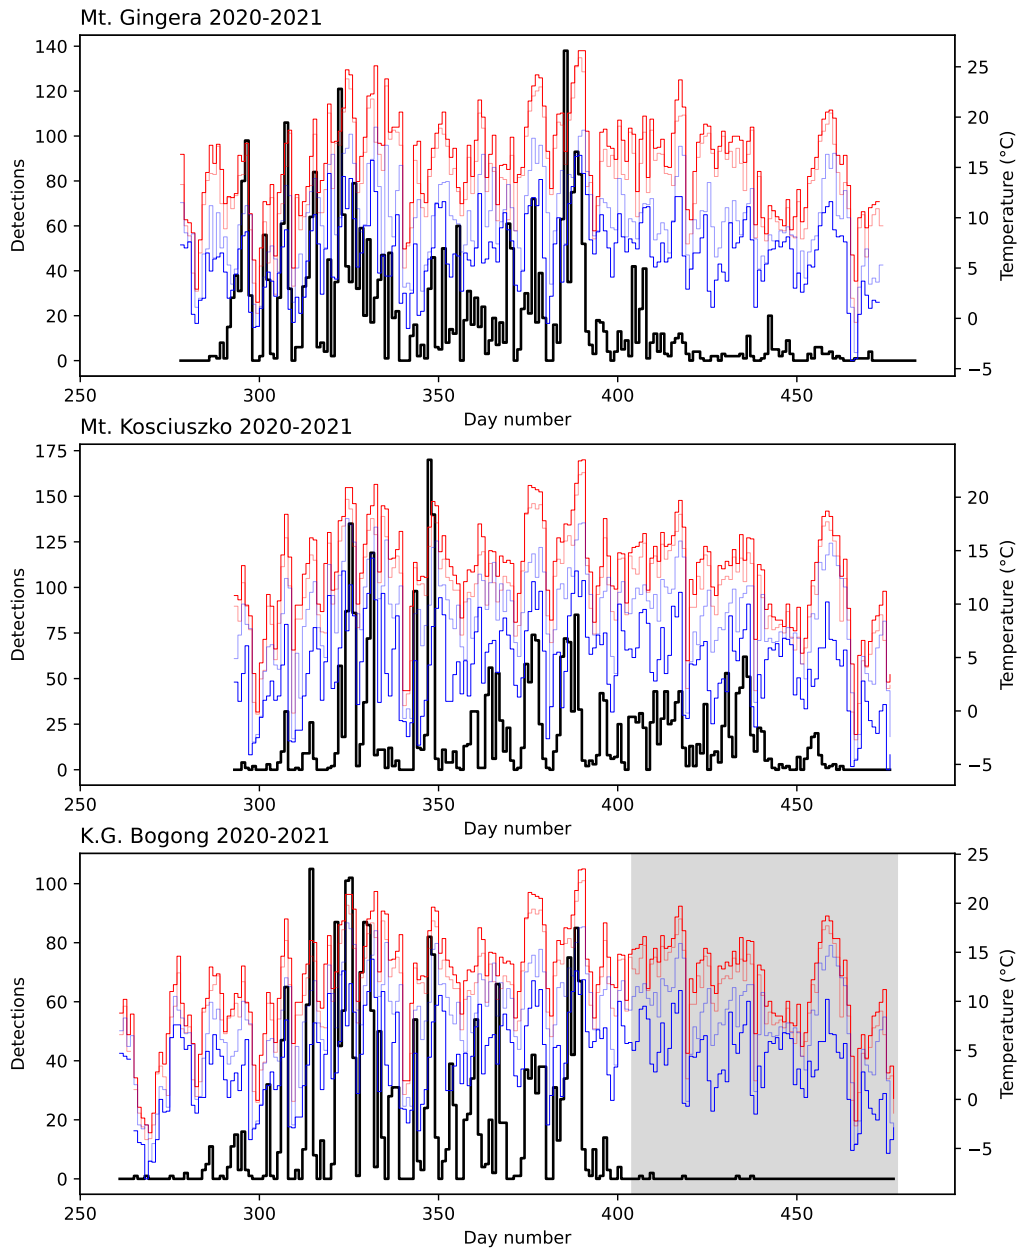 Mt. Gingera 2020-2021
140
120
100
80
60
40
20
0
Detections
25
20
15
10
5
0
−5
Temperature (°C)
250 300 350 400 450
Day number
Mt. Kosciuszko 2020-2021
175
150
125
100
75
50
25
0
Detections
20
15
10
5
0
−5
Temperature (°C)
250 300 350 400 450
Day number
K.G. Bogong 2020-2021
100
80
60
40
20
0
Detections
25
20
15
10
5
0
−5
Temperature (°C)
250 300 350 400 450
Day number